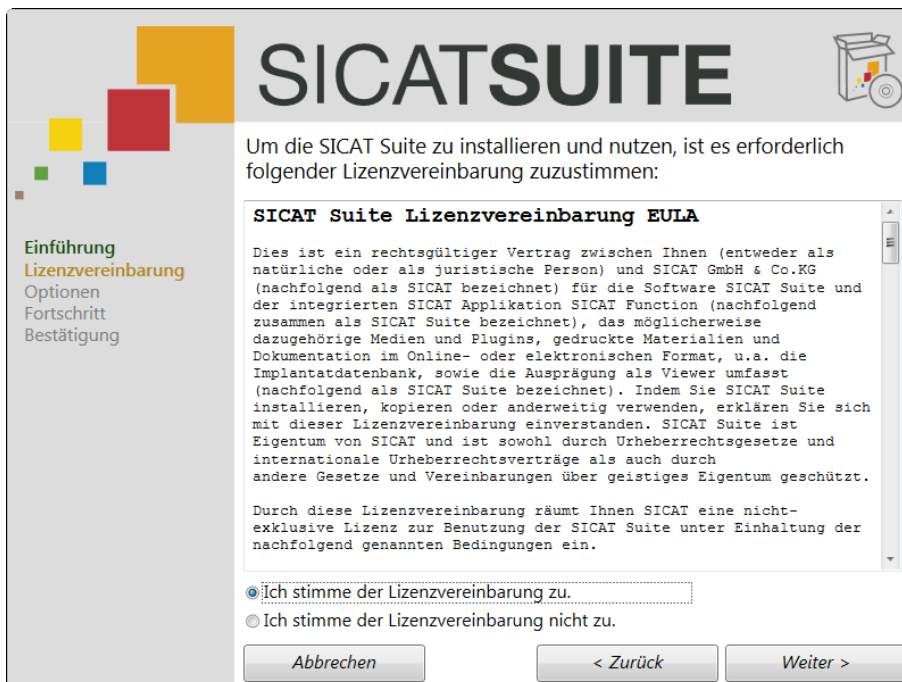 SICATSUITE
Um die SICAT Suite zu installieren und nutzen, ist es erforderlich
folgender Lizenzvereinbarung zuzustimmen:
Einführung
Lizenzvereinbarung
Optionen
Fortschritt
Bestätigung
SICAT Suite Lizenzvereinbarung EULA
Dies ist ein rechtsgültiger Vertrag zwischen Ihnen (entweder als
natürliche oder als juristische Person) und SICAT GmbH & Co.KG
(nachfolgend als SICAT bezeichnet) für die Software SICAT Suite und
der integrierten SICAT Applikation SICAT Function (nachfolgend
zusammen als SICAT Suite bezeichnet), das möglicherweise
dazugehörige Medien und Plugins, gedruckte Materialien und
Dokumentation im Online- oder elektronischen Format, u.a. die
Implantatdatenbank, sowie die Ausprägung als Viewer umfasst
(nachfolgend als SICAT Suite bezeichnet). Indem Sie SICAT Suite
installieren, kopieren oder anderweitig verwenden, erklären Sie sich
mit dieser Lizenzvereinbarung einverstanden. SICAT Suite ist
Eigentum von SICAT und ist sowohl durch Urheberrechtsgesetze und
internationale Urheberrechtsverträge als auch durch
andere Gesetze und Vereinbarungen über geistiges Eigentum geschützt.
Durch diese Lizenzvereinbarung räumt Ihnen SICAT eine nicht-
exklusive Lizenz zur Benutzung der SICAT Suite unter Einhaltung der
nachfolgend genannten Bedingungen ein.
Ich stimme der Lizenzvereinbarung zu.
Ich stimme der Lizenzvereinbarung nicht zu.
Abbrechen
< Zurück
Weiter >